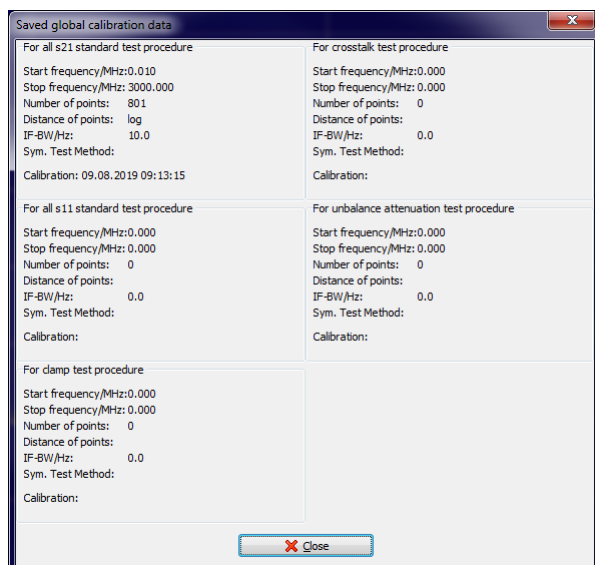 Saved global calibration data
For all s21 standard test procedure
Start frequency/MHz:0.010
Stop frequency/MHz: 3000.000
Number of points: 801
Distance of points: log
IF-BW/Hz: 10.0
Sym. Test Method:
Calibration: 09.08.2019 09:13:15
For crosstalk test procedure
Start frequency/MHz:0.000
Stop frequency/MHz: 0.000
Number of points: 0
Distance of points:
IF-BW/Hz: 0.0
Sym. Test Method:
Calibration:
For all s11 standard test procedure
Start frequency/MHz:0.000
Stop frequency/MHz: 0.000
Number of points: 0
Distance of points:
IF-BW/Hz: 0.0
Sym. Test Method:
Calibration:
For unbalance attenuation test procedure
Start frequency/MHz:0.000
Stop frequency/MHz: 0.000
Number of points: 0
Distance of points:
IF-BW/Hz: 0.0
Sym. Test Method:
Calibration:
For clamp test procedure
Start frequency/MHz:0.000
Stop frequency/MHz: 0.000
Number of points: 0
Distance of points:
IF-BW/Hz: 0.0
Sym. Test Method:
Calibration:
Close